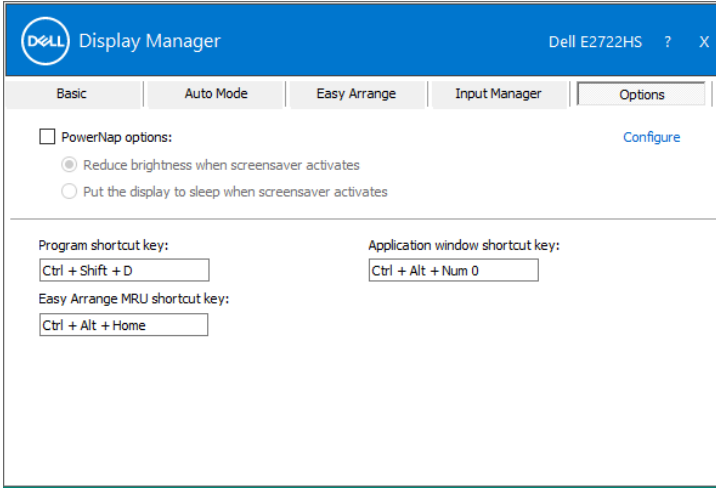 DELL Display Manager Dell E2722HS ? X
Basic Auto Mode Easy Arrange Input Manager Options
PowerNap options: Configure
Reduce brightness when screensaver activates
Put the display to sleep when screensaver activates
Program shortcut key: Application window shortcut key:
Ctrl + Shift + D Ctrl + Alt + Num 0
Easy Arrange MRU shortcut key:
Ctrl + Alt + Home